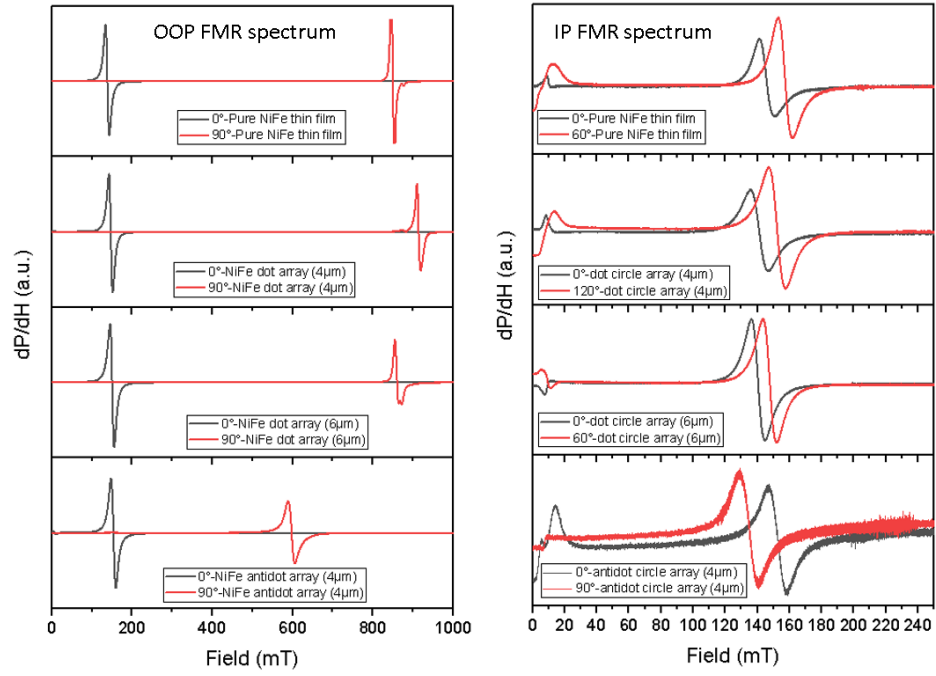 OOP FMR spectrum
0°-Pure NiFe thin film
90°-Pure NiFe thin film
0°-NiFe dot array (4µm)
90°-NiFe dot array (4µm)
0°-NiFe dot array (6µm)
90°-NiFe dot array (6µm)
0°-NiFe antidot array (4µm)
90°-NiFe antidot array (4µm)
dP/dH (a.u.)
0 200 400 600 800 1000
Field (mT)
IP FMR spectrum
0°-Pure NiFe thin film
60°-Pure NiFe thin film
0°-dot circle array (4µm)
120°-dot circle array (4µm)
0°-dot circle array (6µm)
60°-dot circle array (6µm)
0°-antidot circle array (4µm)
90°-antidot circle array (4µm)
dP/dH (a.u.)
0 20 40 60 80 100 120 140 160 180 200 220 240
Field (mT)